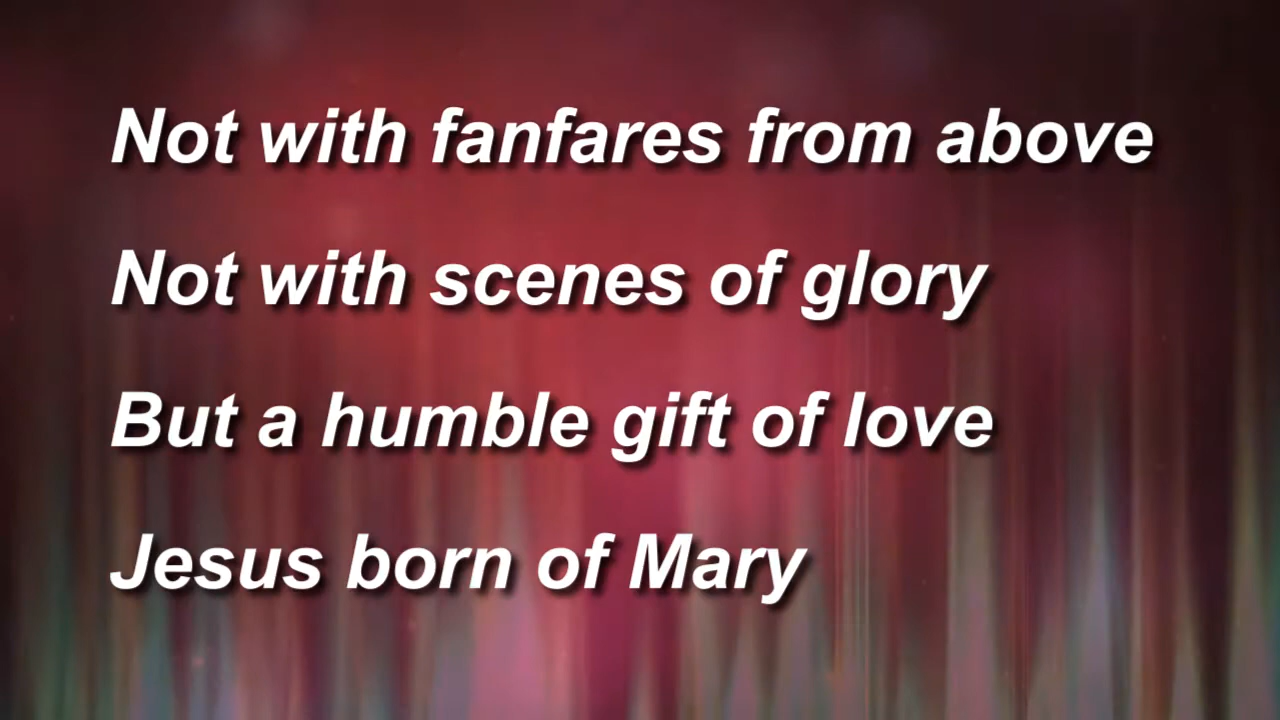 Not with fanfares from above
Not with scenes of glory
But a humble gift of love
Jesus born of Mary